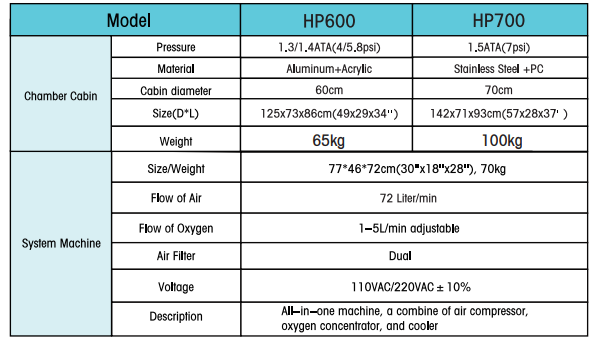 Model HP600 HP700
Chamber Cabin
Pressure 1.3/1.4ATA(4/5.8psi) 1.5ATA(7psi)
Material Aluminum+Acrylic Stainless Steel +PC
Cabin diameter 60cm 70cm
Size(D*L) 125x73x86cm(49x29x34'') 142x71x93cm(57x28x37' )
Weight 65kg 100kg
System Machine
Size/Weight 77*46*72cm(30"x18"x28"), 70kg
Flow of Air 72 Liter/min
Flow of Oxygen 1–5L/min adjustable
Air Filter Dual
Voltage 110VAC/220VAC ± 10%
Description All–in–one machine, a combine of air compressor,
oxygen concentrator, and cooler